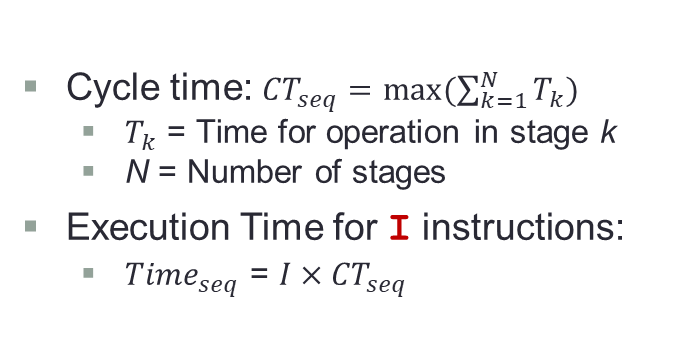 ▪ Cycle time: CT_seq = max(∑_{k=1}^{N} T_k)
▪ T_k = Time for operation in stage k
▪ N = Number of stages
▪ Execution Time for I instructions:
▪ Time_seq = I × CT_seq